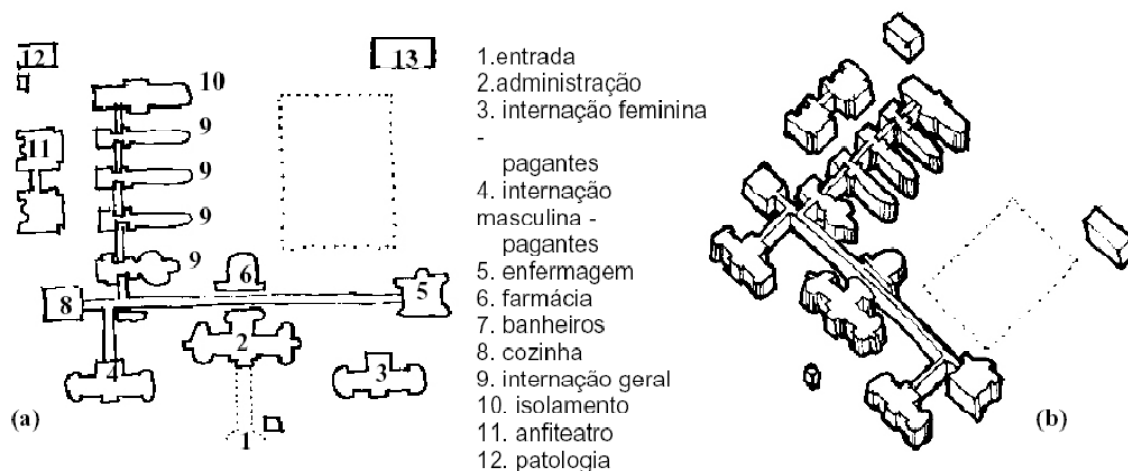 12
13
10
9
11
9
9
9
6
8
5
2
4
3
(a)
1
1.entrada
2.administração
3. internação feminina
-
pagantes
4. internação
masculina -
pagantes
5. enfermagem
6. farmácia
7. banheiros
8. cozinha
9. internação geral
10. isolamento
11. anfiteatro
12. patologia
(b)